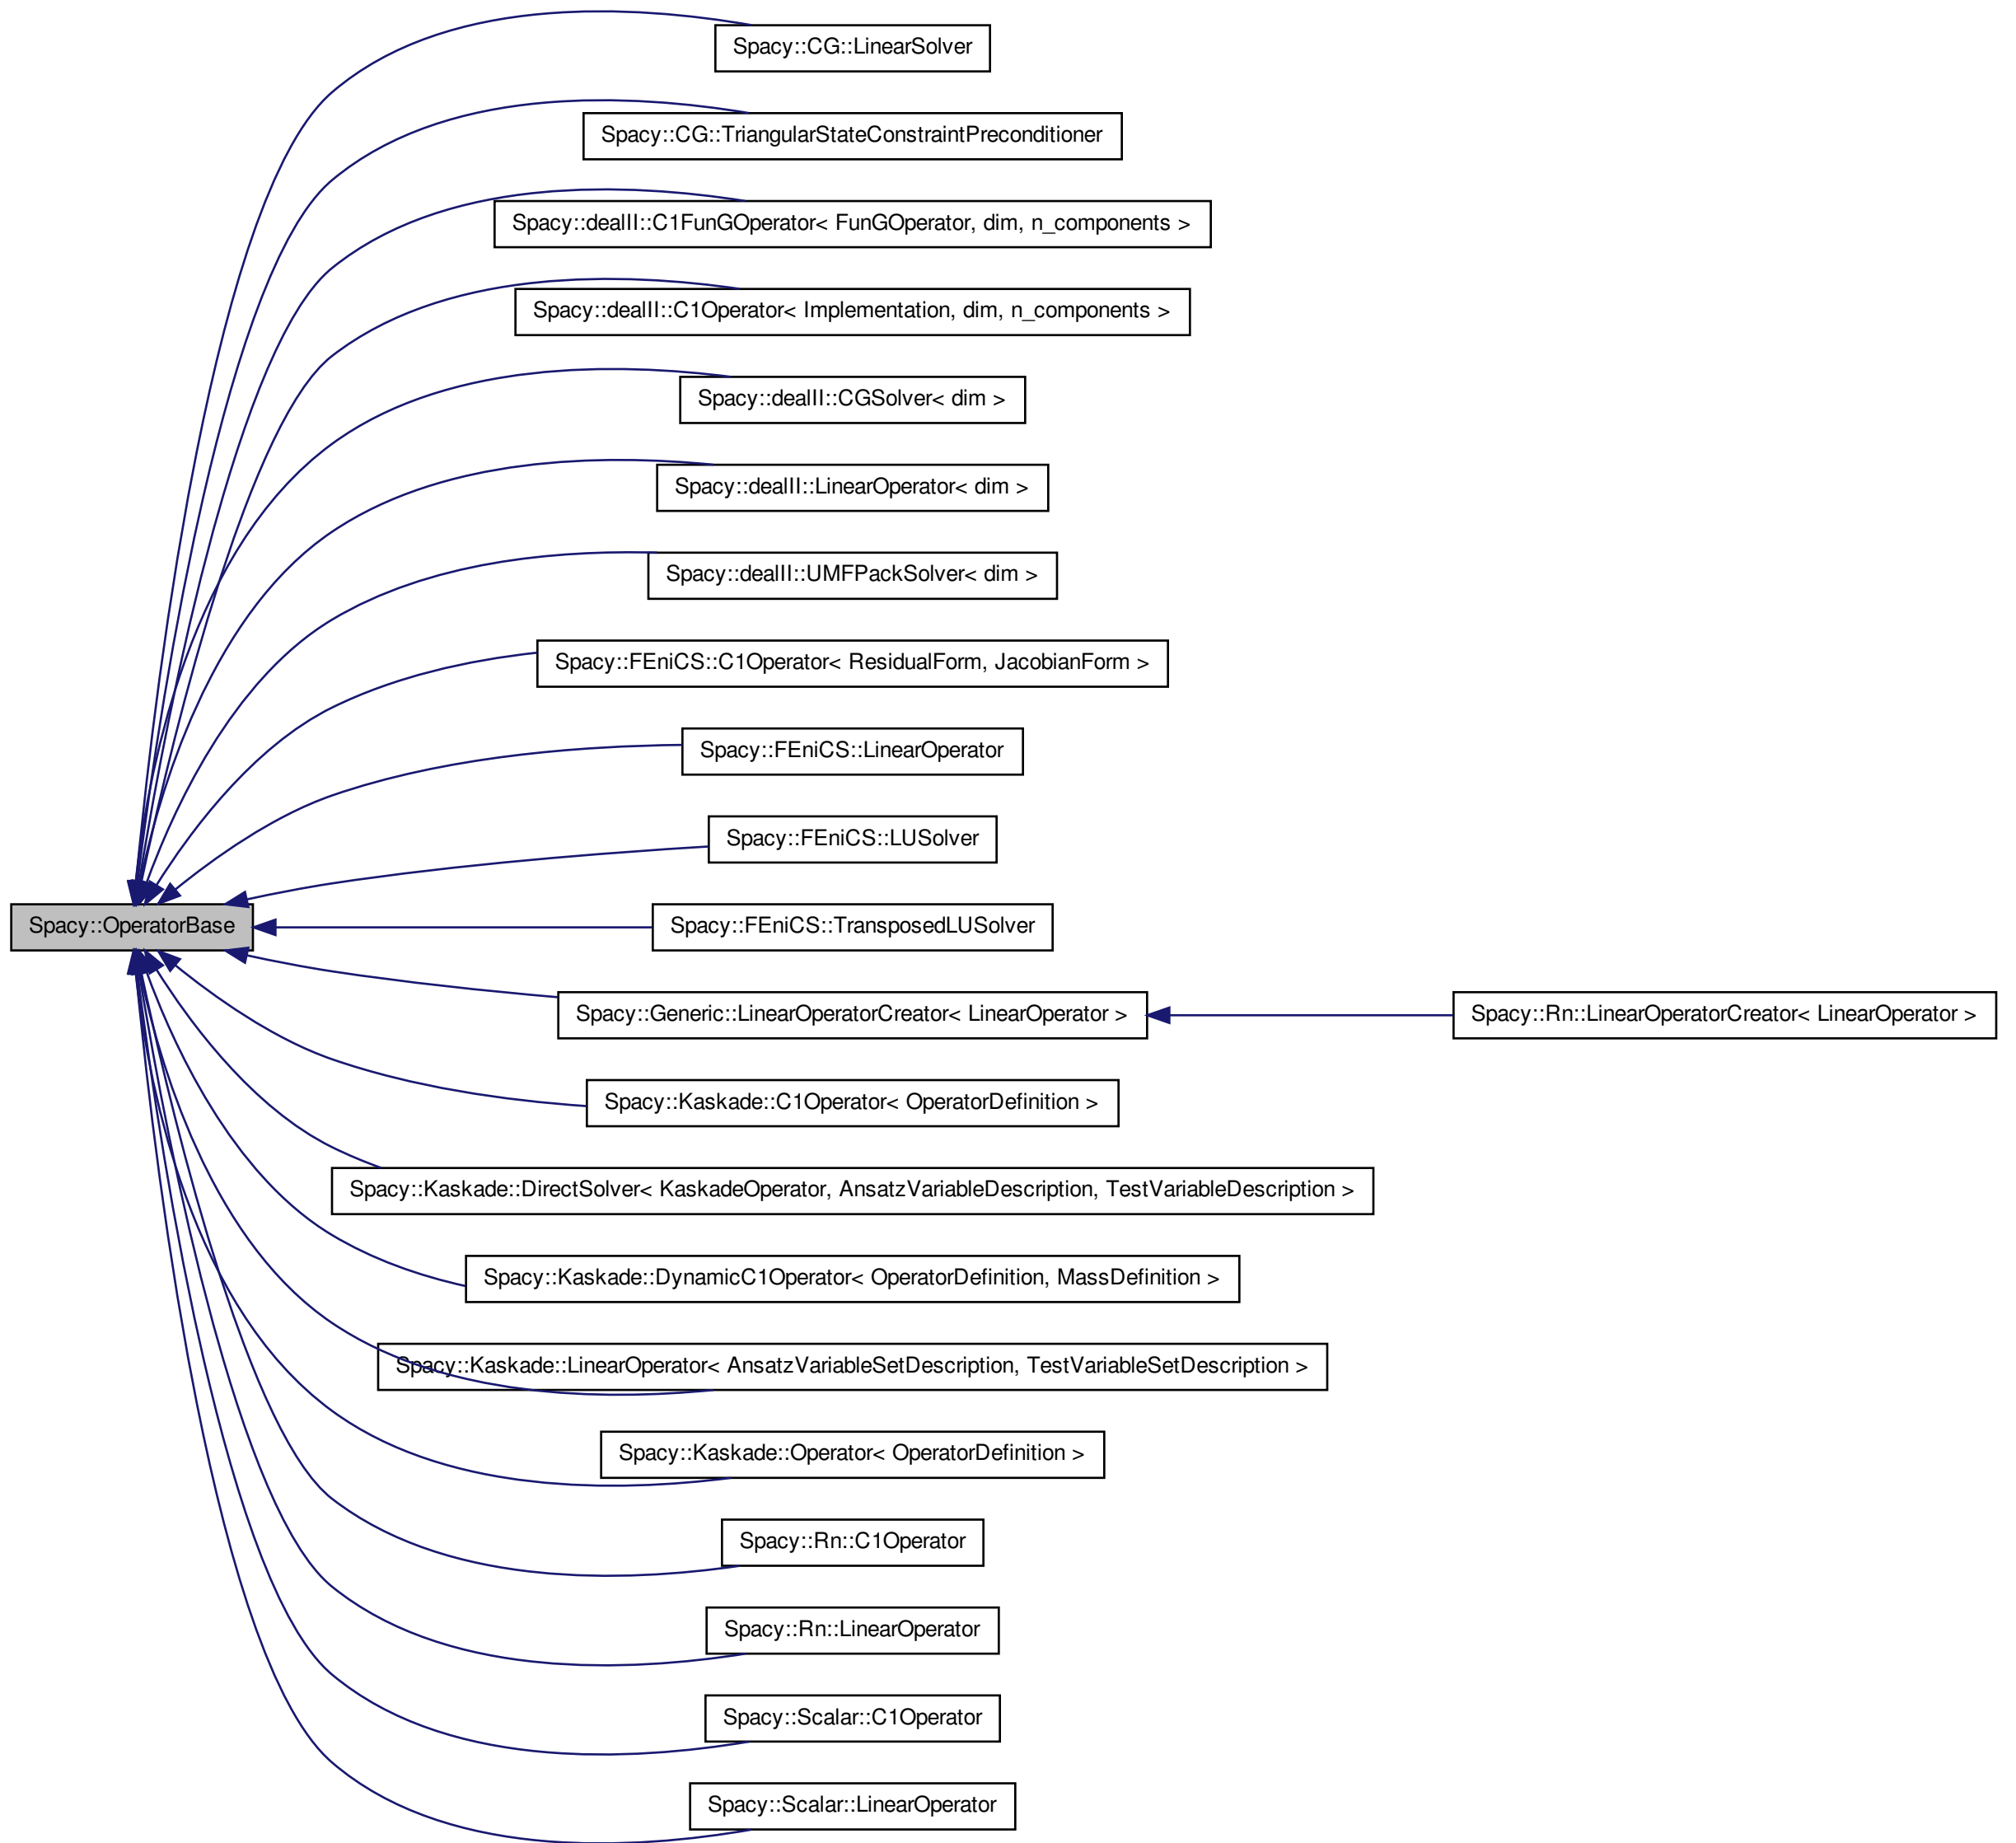 Spacy::CG::LinearSolver
Spacy::CG::TriangularStateConstraintPreconditioner
Spacy::dealII::C1FunGOperator< FunGOperator, dim, n_components >
Spacy::dealII::C1Operator< Implementation, dim, n_components >
Spacy::dealII::CGSolver< dim >
Spacy::dealII::LinearOperator< dim >
Spacy::dealII::UMFPackSolver< dim >
Spacy::FEniCS::C1Operator< ResidualForm, JacobianForm >
Spacy::FEniCS::LinearOperator
Spacy::FEniCS::LUSolver
Spacy::OperatorBase
Spacy::FEniCS::TransposedLUSolver
Spacy::Generic::LinearOperatorCreator< LinearOperator >
Spacy::Rn::LinearOperatorCreator< LinearOperator >
Spacy::Kaskade::C1Operator< OperatorDefinition >
Spacy::Kaskade::DirectSolver< KaskadeOperator, AnsatzVariableDescription, TestVariableDescription >
Spacy::Kaskade::DynamicC1Operator< OperatorDefinition, MassDefinition >
Spacy::Kaskade::LinearOperator< AnsatzVariableSetDescription, TestVariableSetDescription >
Spacy::Kaskade::Operator< OperatorDefinition >
Spacy::Rn::C1Operator
Spacy::Rn::LinearOperator
Spacy::Scalar::C1Operator
Spacy::Scalar::LinearOperator